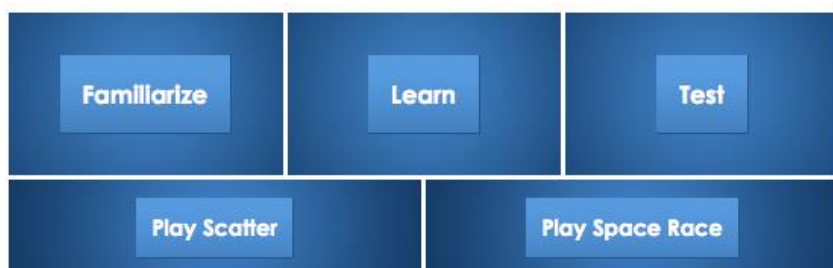 Familiarize
Learn
Test
Play Scatter
Play Space Race